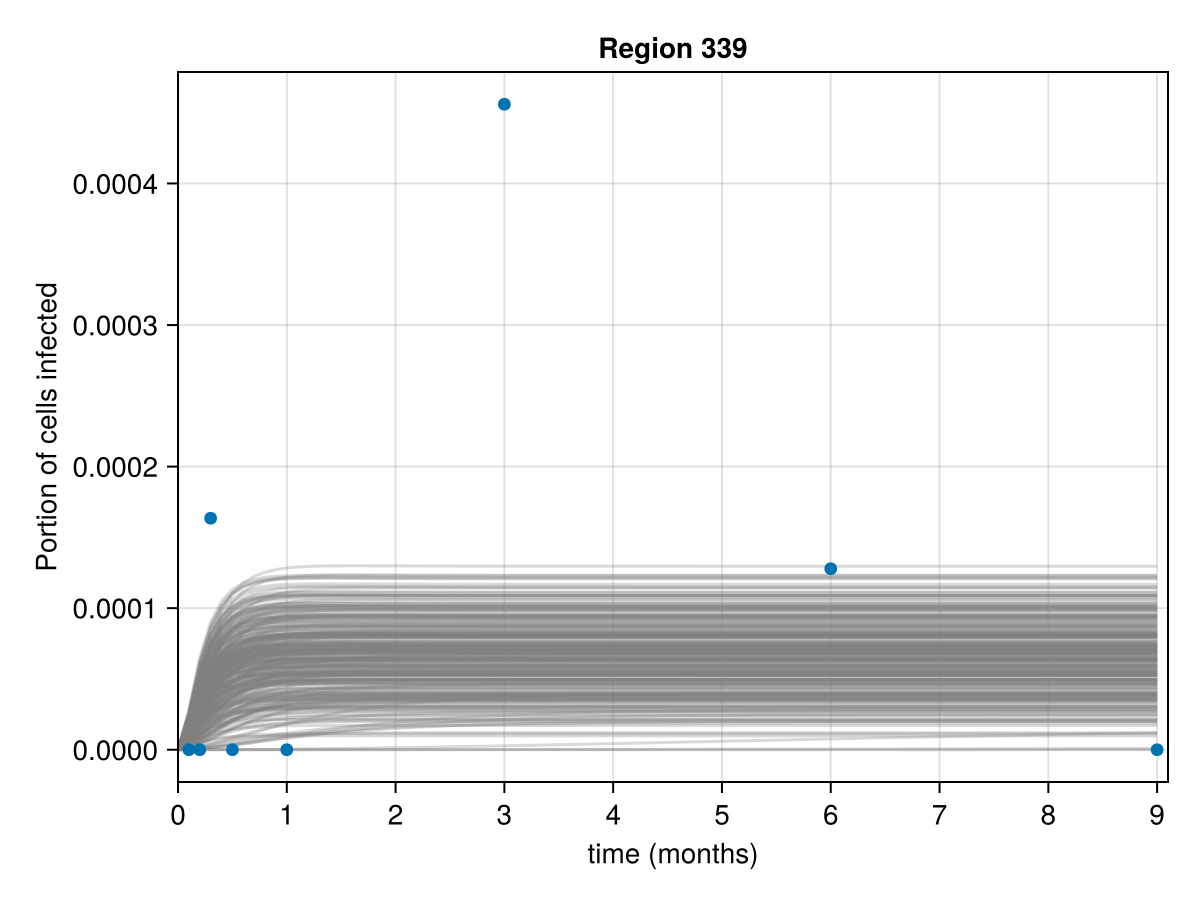 Region 339
Portion of cells infected
0.0004
0.0003
0.0002
0.0001
0.0000
0 1 2 3 4 5 6 7 8 9
time (months)